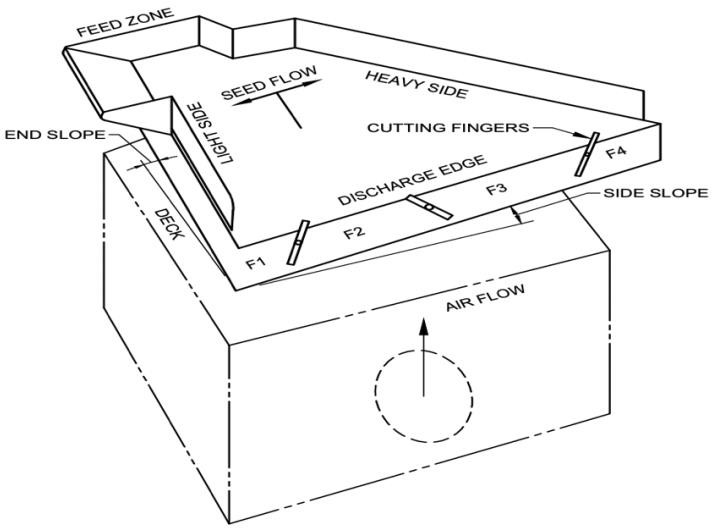 FEED ZONE
SEED FLOW
HEAVY SIDE
LIGHT SIDE
CUTTING FINGERS
END SLOPE
F4
DISCHARGE EDGE
F3
SIDE SLOPE
DECK
F2
F1
AIR FLOW